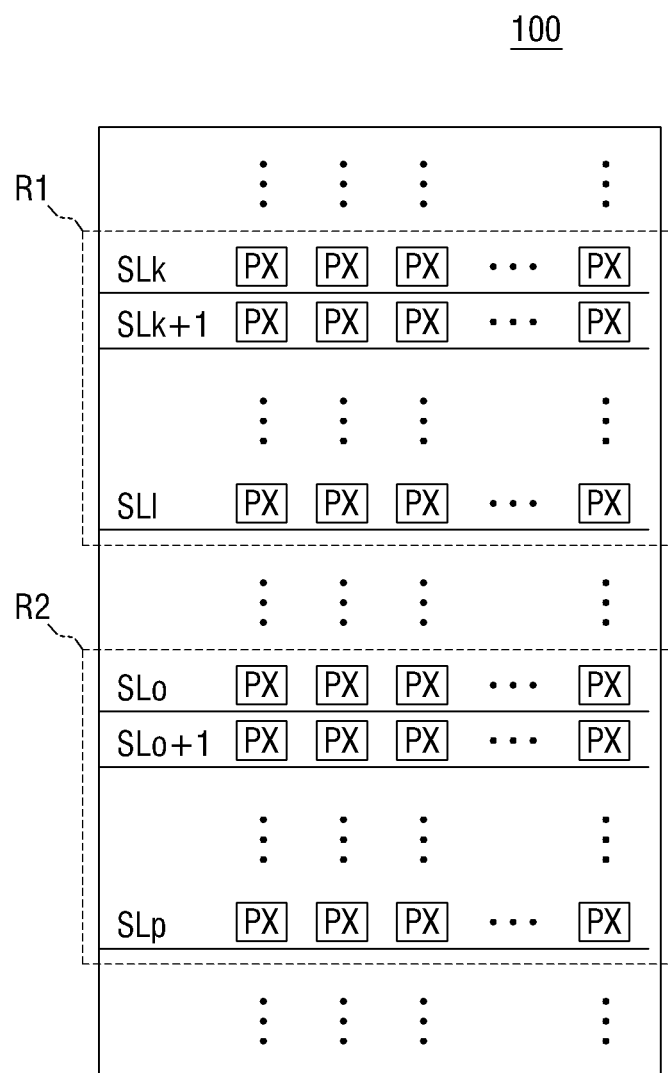 100
R1
SLk PX PX PX ... PX
SLk+1 PX PX PX ... PX
SLl PX PX PX ... PX
R2
SLo PX PX PX ... PX
SLo+1 PX PX PX ... PX
SLp PX PX PX ... PX